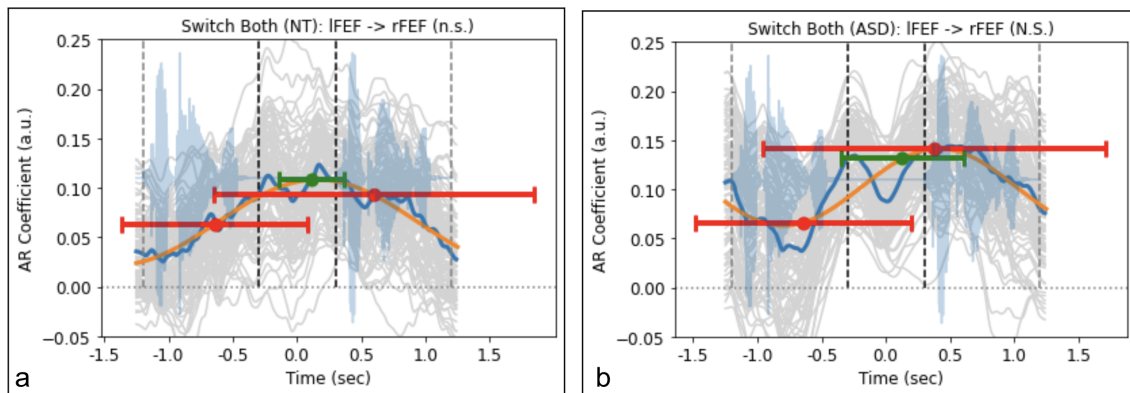 Switch Both (NT): lFEF -> rFEF (n.s.)
0.25
0.20
0.15
0.10
0.05
0.00
−0.05
AR Coefficient (a.u.)
-1.5 -1.0 -0.5 0.0 0.5 1.0 1.5
Time (sec)
a
Switch Both (ASD): lFEF -> rFEF (N.S.)
0.25
0.20
0.15
0.10
0.05
0.00
−0.05
AR Coefficient (a.u.)
-1.5 -1.0 -0.5 0.0 0.5 1.0 1.5
Time (sec)
b